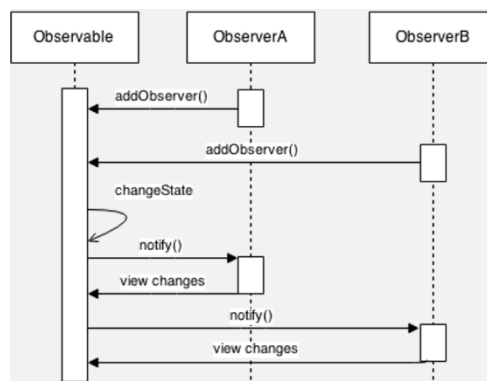 Observable
ObserverA
ObserverB
addObserver()
addObserver()
changeState
notify()
view changes
notify()
view changes